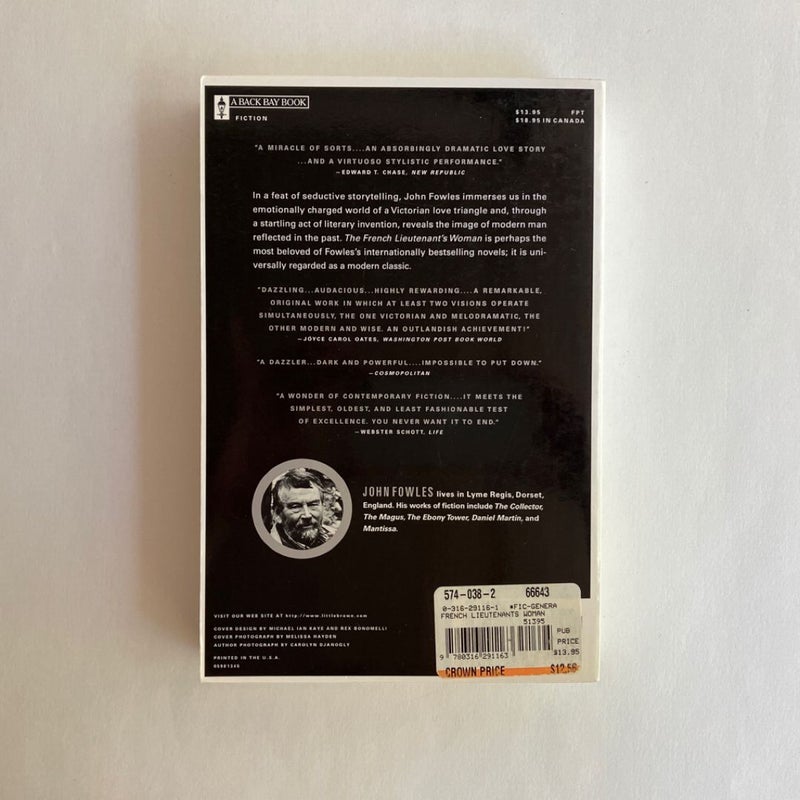 A BACK BAY BOOK
FICTION
$13.95 FPT
$18.95 IN CANADA
"A MIRACLE OF SORTS....AN ABSORBINGLY DRAMATIC LOVE STORY
...AND A VIRTUOSO STYLISTIC PERFORMANCE."
—EDWARD T. CHASE, NEW REPUBLIC
In a feat of seductive storytelling, John Fowles immerses us in the
emotionally charged world of a Victorian love triangle and, through
a startling act of literary invention, reveals the image of modern man
reflected in the past. The French Lieutenant's Woman is perhaps the
most beloved of Fowles's internationally bestselling novels; it is uni-
versally regarded as a modern classic.
"DAZZLING...AUDACIOUS...HIGHLY REWARDING....A REMARKABLE,
ORIGINAL WORK IN WHICH AT LEAST TWO VISIONS OPERATE
SIMULTANEOUSLY, THE ONE VICTORIAN AND MELODRAMATIC, THE
OTHER MODERN AND WISE. AN OUTLANDISH ACHIEVEMENT!"
—JOYCE CAROL OATES, WASHINGTON POST BOOK WORLD
"A DAZZLER...DARK AND POWERFUL....IMPOSSIBLE TO PUT DOWN."
—COSMOPOLITAN
"A WONDER OF CONTEMPORARY FICTION....IT MEETS THE
SIMPLEST, OLDEST, AND LEAST FASHIONABLE TEST
OF EXCELLENCE. YOU NEVER WANT IT TO END."
—WEBSTER SCHOTT, LIFE
JOHN FOWLES lives in Lyme Regis, Dorset,
England. His works of fiction include The Collector,
The Magus, The Ebony Tower, Daniel Martin, and
Mantissa.
VISIT OUR WEB SITE AT http://www.littlebrown.com
COVER DESIGN BY MICHAEL IAN KAYE AND REX BONOMELLI
COVER PHOTOGRAPH BY MELISSA HAYDEN
AUTHOR PHOTOGRAPH BY CAROLYN DJANOGLY
PRINTED IN THE U.S.A.
574-038-2 66643
0-316-29116-1 *FIC-GENERA
FRENCH LIEUTENANTS WOMAN
51395
PUB
PRICE
$13.95
9 780316 291163
CROWN PRICE $12.56